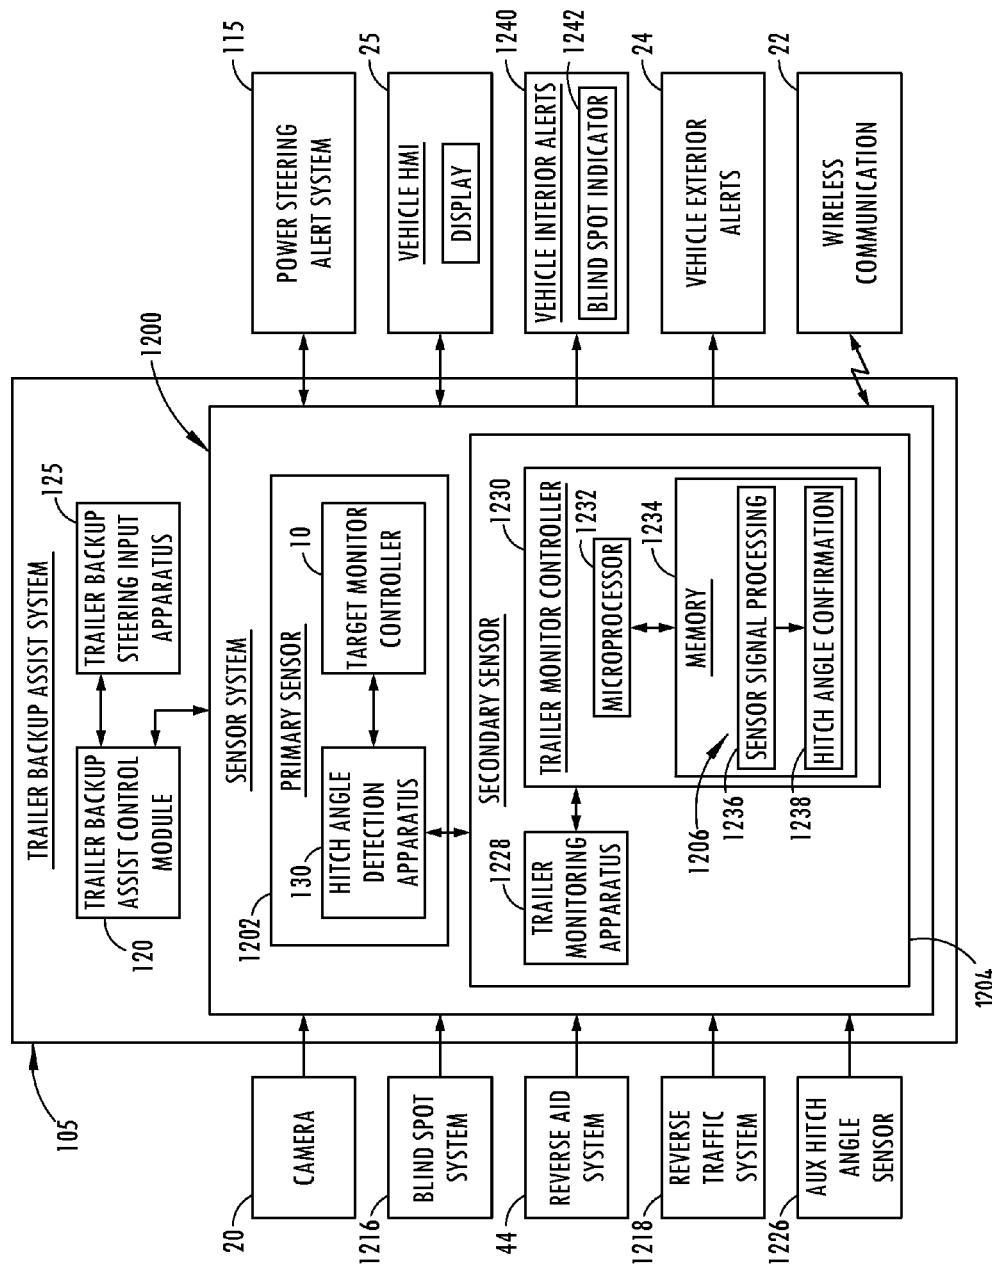 105
TRAILER BACKUP ASSIST SYSTEM
TRAILER BACKUP
ASSIST CONTROL
MODULE
120
TRAILER BACKUP
STEERING INPUT
APPARATUS
125
1200
SENSOR SYSTEM
1202
PRIMARY SENSOR
130
HITCH ANGLE
DETECTION
APPARATUS
10
TARGET MONITOR
CONTROLLER
SECONDARY SENSOR
1204
1228
TRAILER
MONITORING
APPARATUS
TRAILER MONITOR CONTROLLER
1230
MICROPROCESSOR
1232
MEMORY
1234
1206
1236
SENSOR SIGNAL PROCESSING
1238
HITCH ANGLE CONFIRMATION
20
CAMERA
1216
BLIND SPOT
SYSTEM
44
REVERSE AID
SYSTEM
1218
REVERSE
TRAFFIC
SYSTEM
1226
AUX HITCH
ANGLE
SENSOR
115
POWER STEERING
ALERT SYSTEM
25
VEHICLE HMI
DISPLAY
1240
VEHICLE INTERIOR ALERTS
1242
BLIND SPOT INDICATOR
24
VEHICLE EXTERIOR
ALERTS
22
WIRELESS
COMMUNICATION